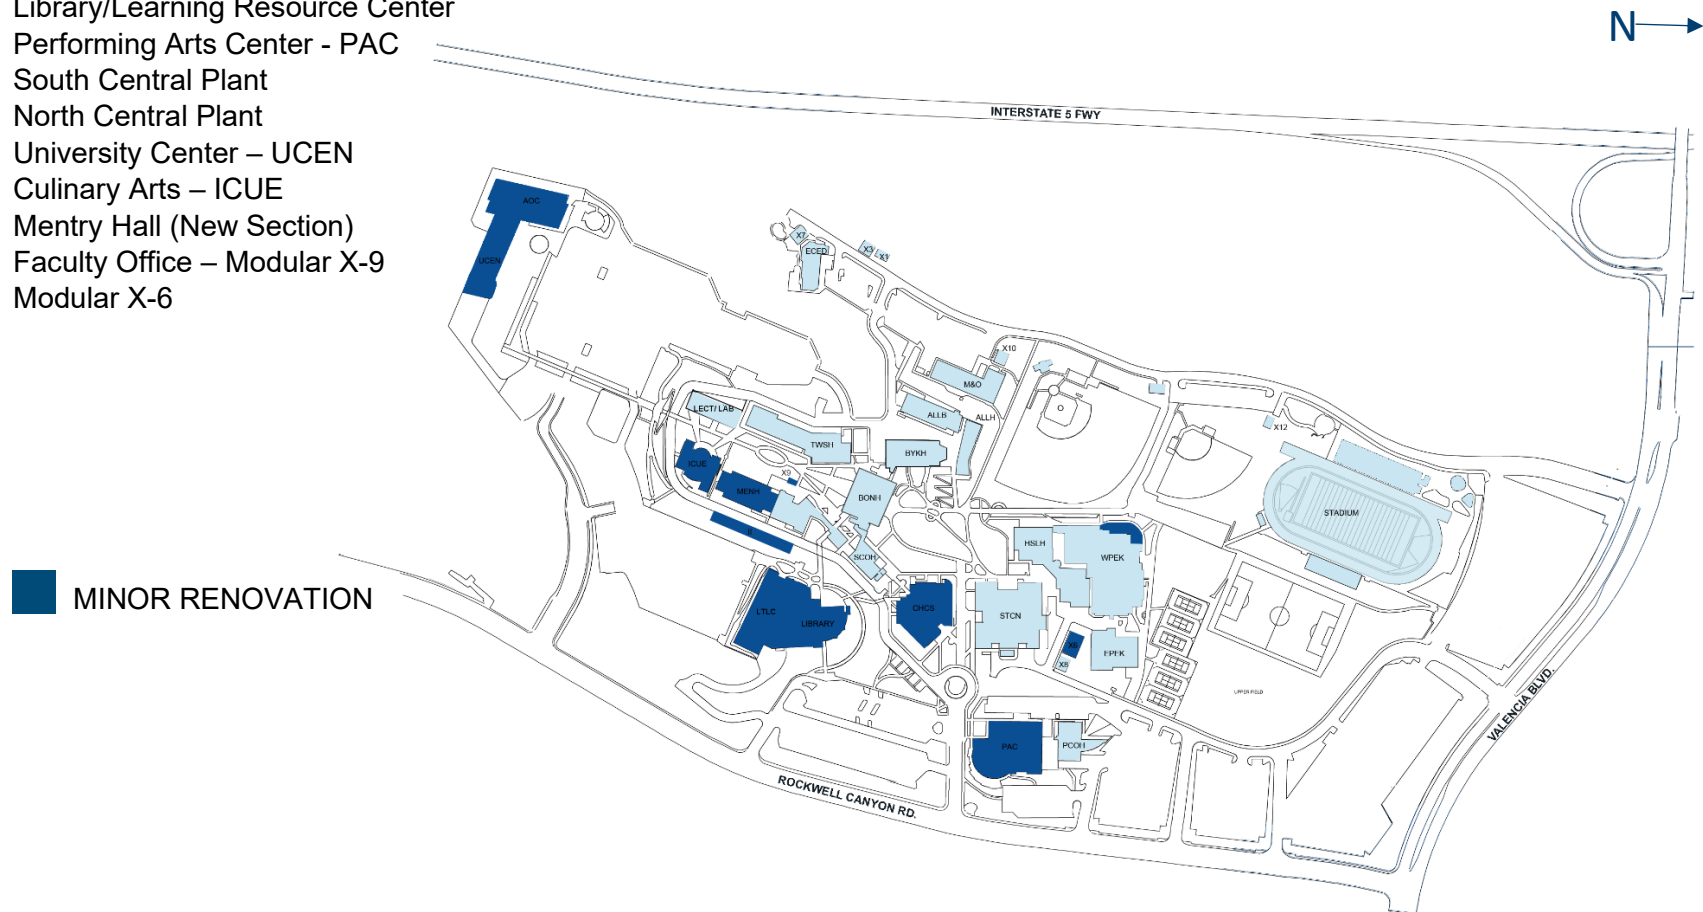 Library/Learning Resource Center
Performing Arts Center - PAC
South Central Plant
North Central Plant
University Center – UCEN
Culinary Arts – ICUE
Mentry Hall (New Section)
Faculty Office – Modular X-9
Modular X-6
N
INTERSTATE 5 FWY
AOC
UCEN
X7
ECED
X3
X10
M&O
ALLB
ALLH
LECT/ LAB
TWSH
BYKH
X12
ICUE
X9
MENH
BONH
STADIUM
SCOH
HSLH
WPEK
MINOR RENOVATION
LTLC
LIBRARY
CHCS
STCN
X6
X8
UPPER FIELD
PAC
PCOH
VALENCIA BLVD.
ROCKWELL CANYON RD.